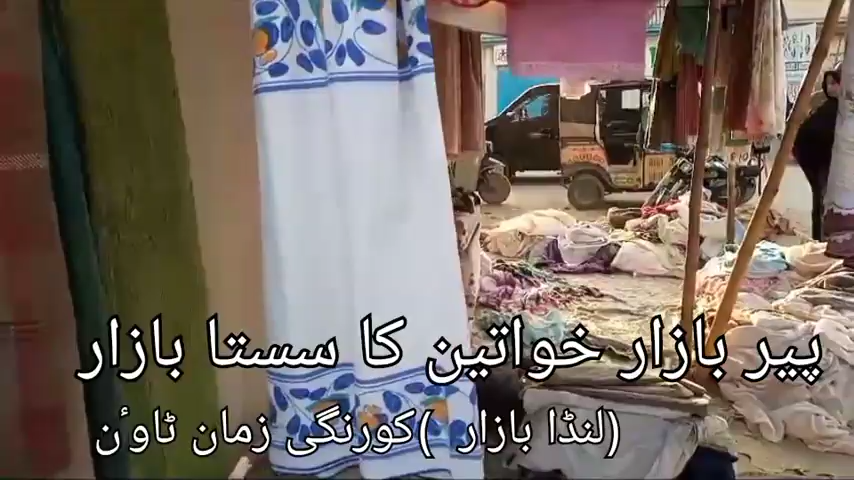 پیر بازار خواتین کا سستا بازار
(لنڈا بازار )کورنگی زمان ٹاؤن